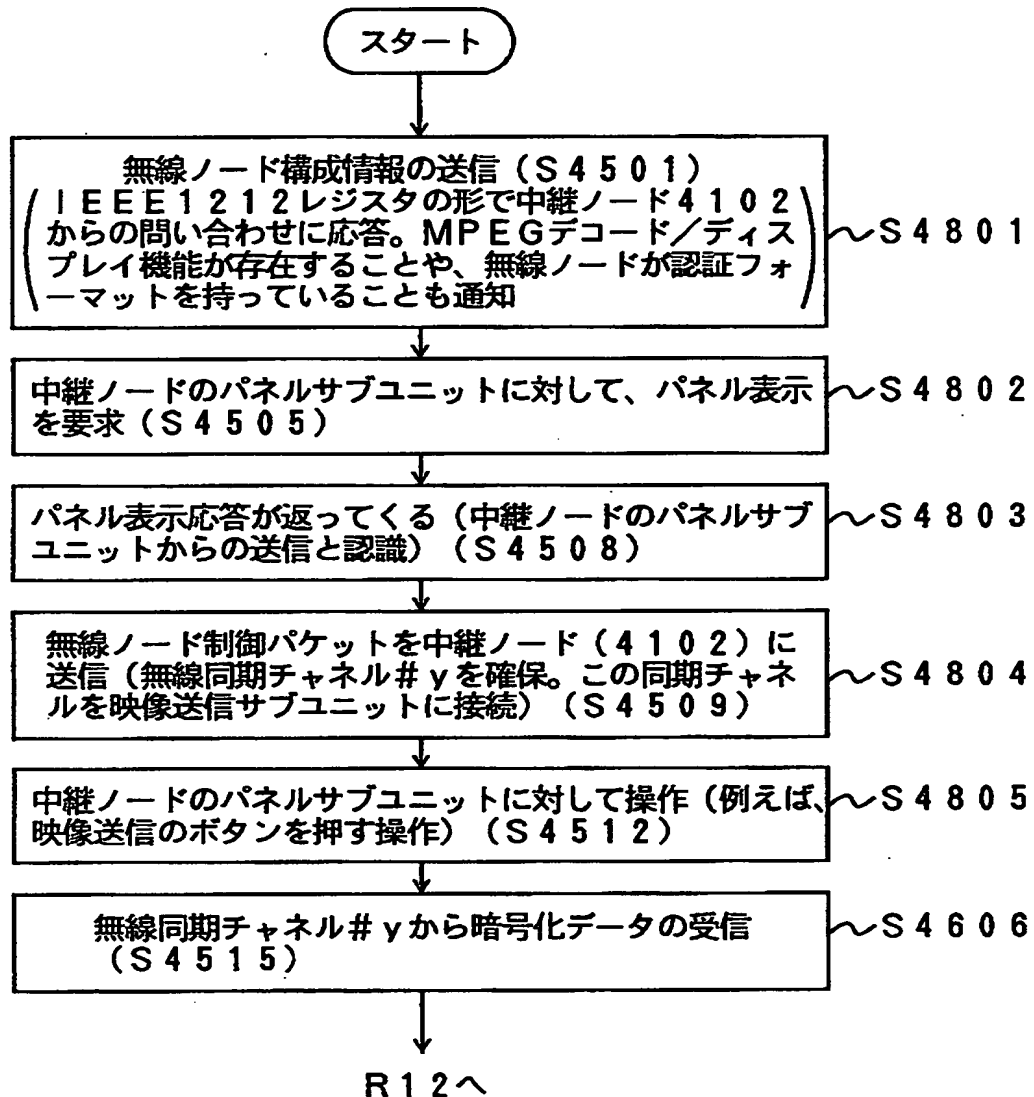 スタート
無線ノード構成情報の送信（S4501）
IEEE1212レジスタの形で中継ノード4102
からの問い合わせに応答。MPEGデコード／ディス
プレイ機能が存在することや、無線ノードが認証フォ
ーマットを持っていることも通知
S4801
中継ノードのパネルサブユニットに対して、パネル表示
を要求（S4505）
S4802
パネル表示応答が返ってくる（中継ノードのパネルサブ
ユニットからの送信と認識）（S4508）
S4803
無線ノード制御パケットを中継ノード（4102）に
送信（無線同期チャネル＃yを確保。この同期チャネ
ルを映像送信サブユニットに接続）（S4509）
S4804
中継ノードのパネルサブユニットに対して操作（例えば、
映像送信のボタンを押す操作）（S4512）
S4805
無線同期チャネル＃yから暗号化データの受信
（S4515）
S4606
R12へ